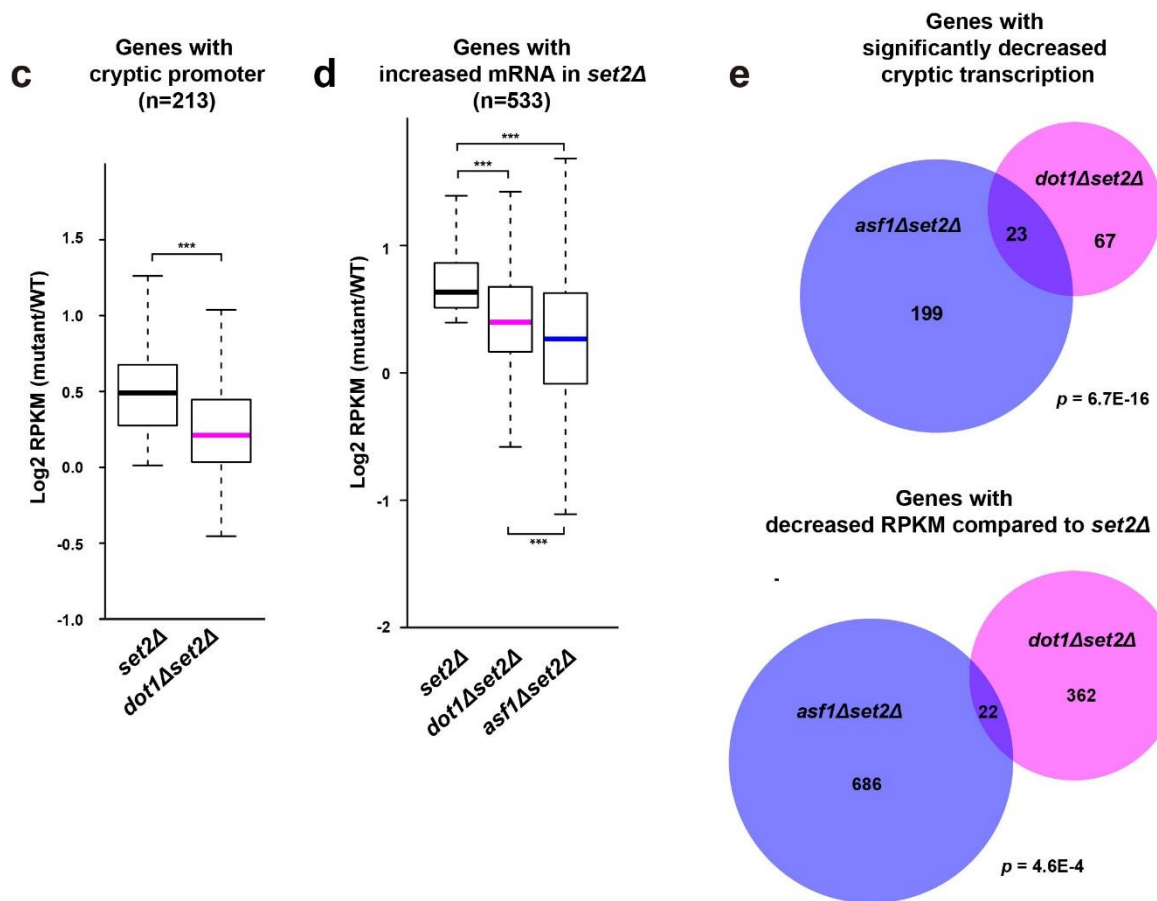 c
Genes with
cryptic promoter
(n=213)
Log2 RPKM (mutant/WT)
1.5
1.0
0.5
0.0
-0.5
-1.0
***
set2Δ
dot1Δset2Δ
d
Genes with
increased mRNA in set2Δ
(n=533)
Log2 RPKM (mutant/WT)
1
0
-1
-2
***
***
***
set2Δ
dot1Δset2Δ
asf1Δset2Δ
e
Genes with
significantly decreased
cryptic transcription
dot1Δset2Δ
asf1Δset2Δ
23
67
199
p = 6.7E-16
Genes with
decreased RPKM compared to set2Δ
-
dot1Δset2Δ
362
asf1Δset2Δ
22
686
p = 4.6E-4